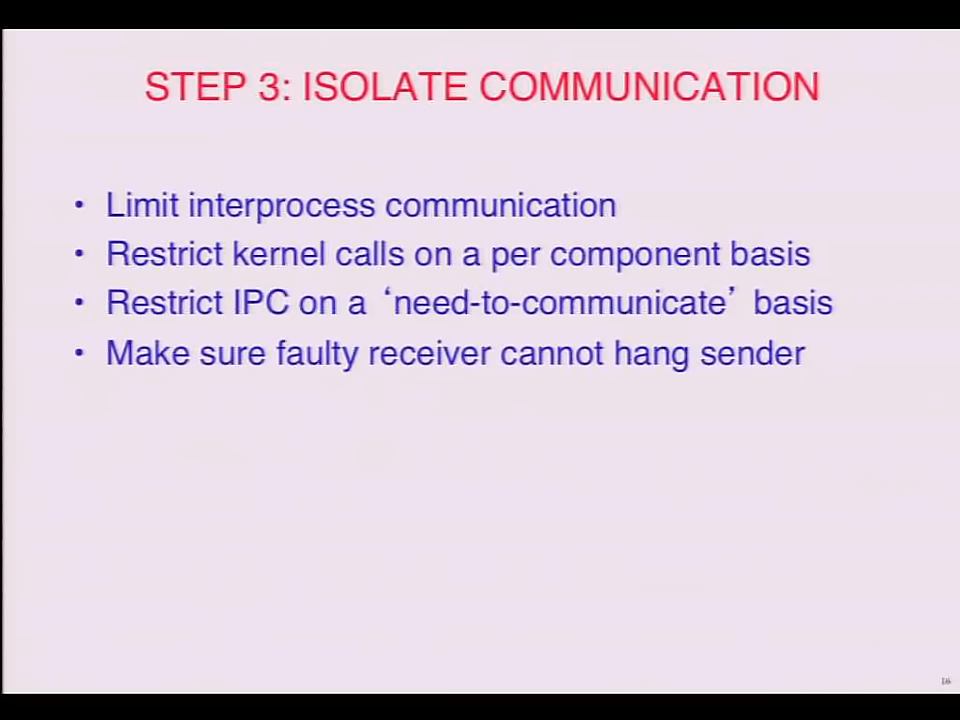 STEP 3: ISOLATE COMMUNICATION
• Limit interprocess communication
• Restrict kernel calls on a per component basis
• Restrict IPC on a ‘need-to-communicate’ basis
• Make sure faulty receiver cannot hang sender
16